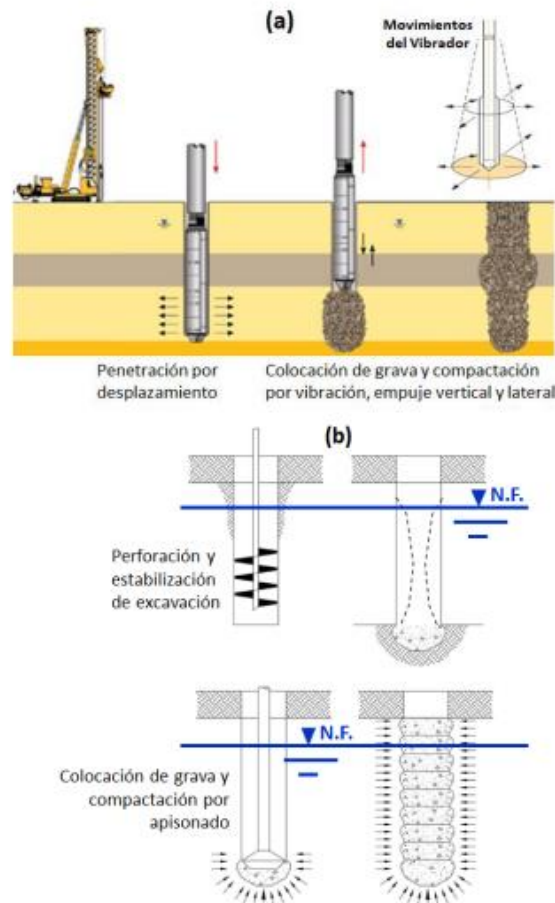 (a)
Movimientos
del Vibrador
Penetración por
desplazamiento
Colocación de grava y compactación
por vibración, empuje vertical y lateral
(b)
N.F.
Perforación y
estabilización
de excavación
N.F.
Colocación de grava y
compactación por
apisonado